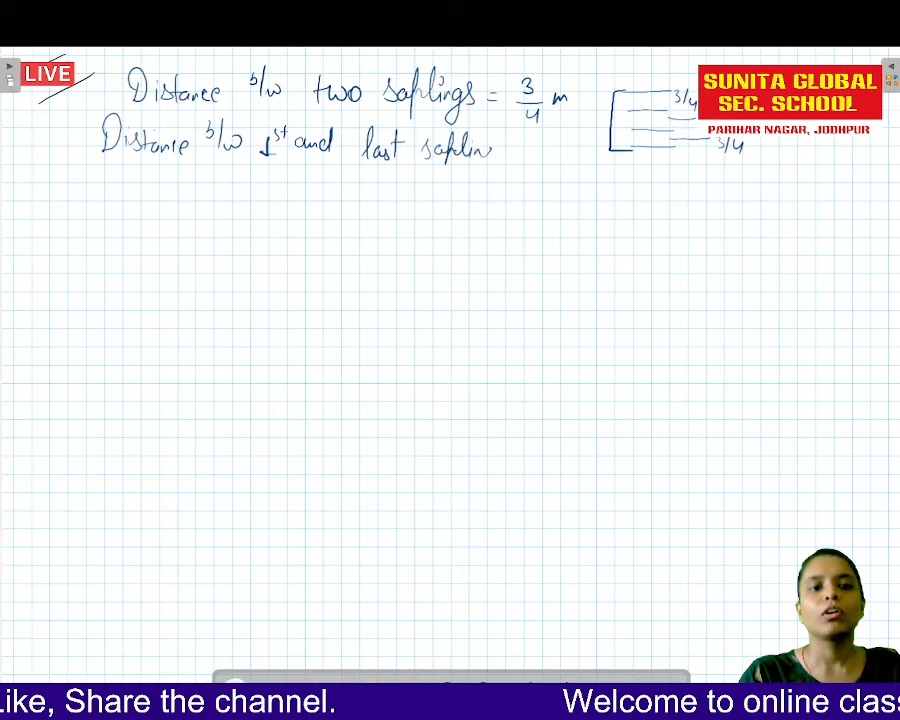 LIVE
Distance b/w two saplings = 3/4 m
3/4
SUNITA GLOBAL
SEC. SCHOOL
PARIHAR NAGAR, JODHPUR
Distance b/w 1st and last saplin
3/4
Like, Share the channel.
Welcome to online clas